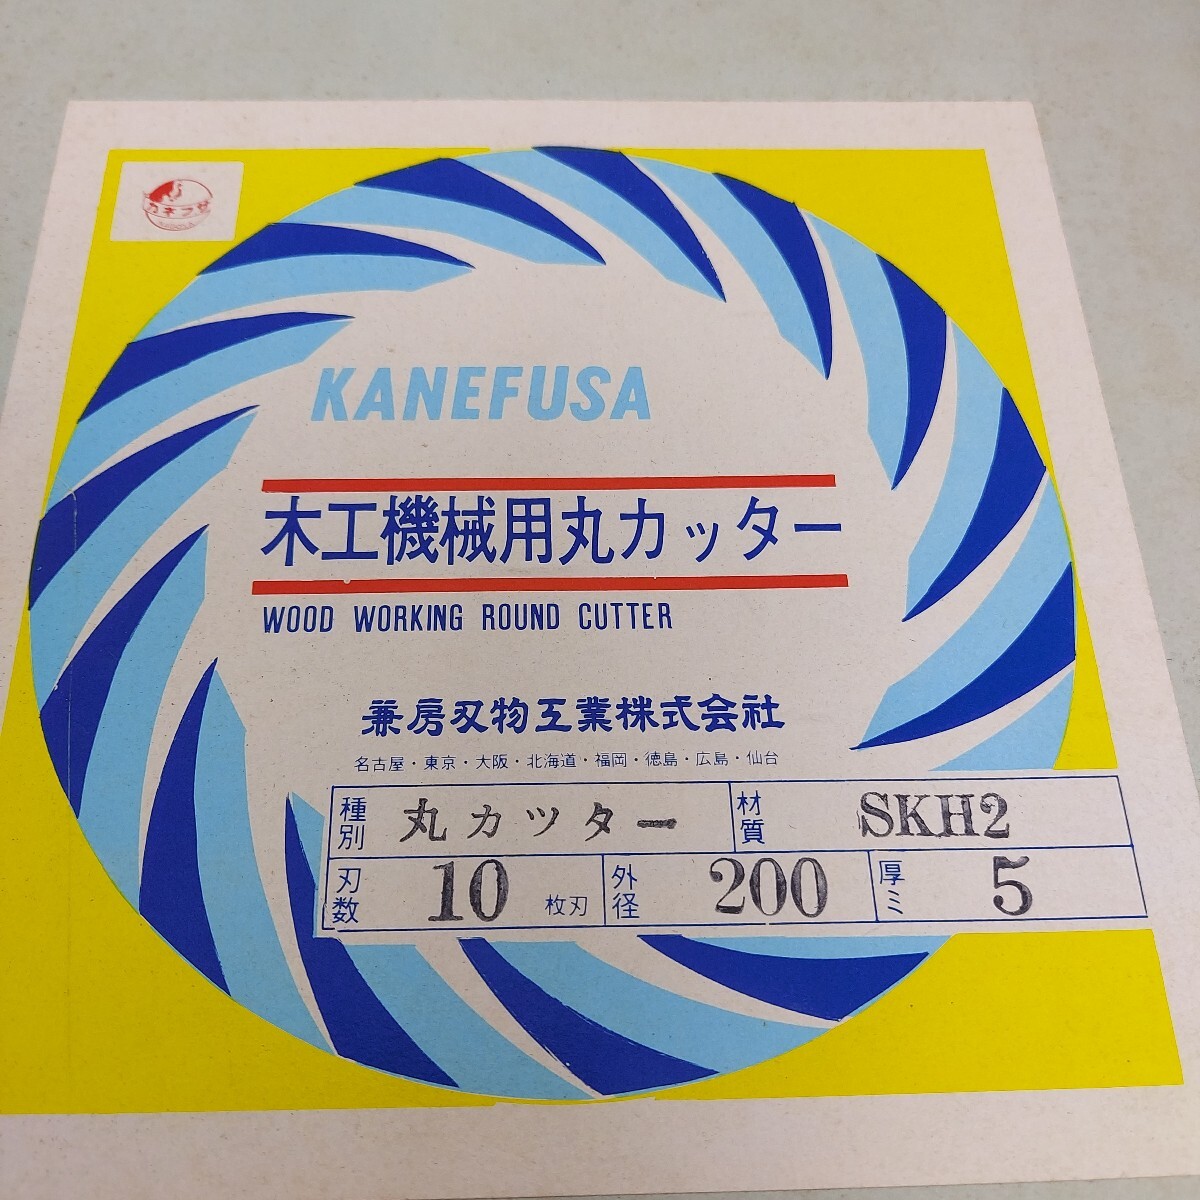 カネフサ
KANEFUSA
木工機械用丸カッター
WOOD WORKING ROUND CUTTER
兼房刃物工業株式会社
名古屋・東京・大阪・北海道・福岡・徳島・広島・仙台
種別 丸カツター 材質 SKH2
刃数 10 枚刃 外径 200 厚ミ 5